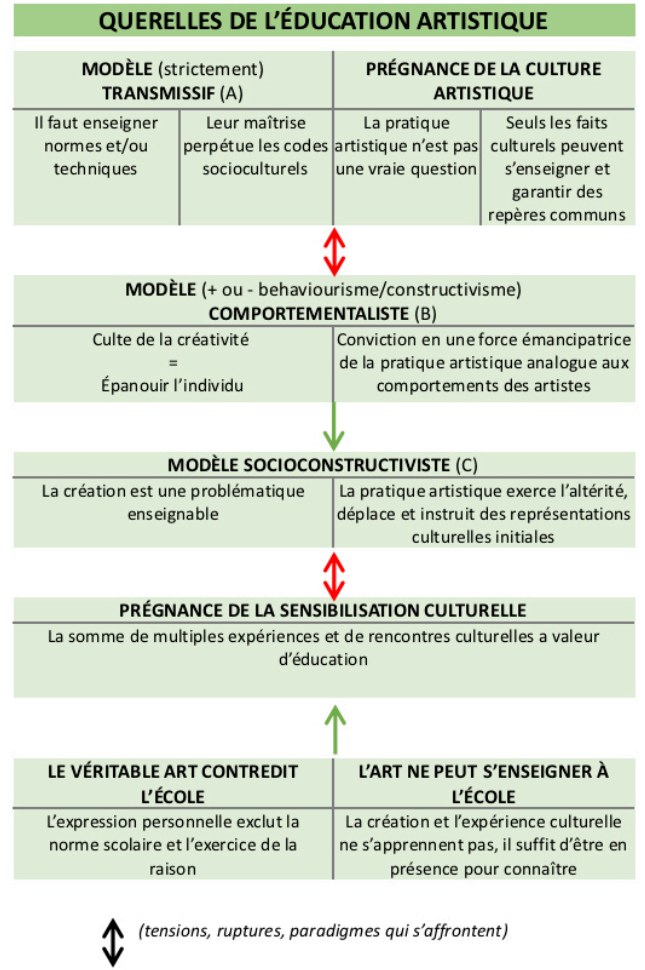 QUERELLES DE L’ÉDUCATION ARTISTIQUE
MODÈLE (strictement)
TRANSMISSIF (A)
PRÉGNANCE DE LA CULTURE
ARTISTIQUE
Il faut enseigner
normes et/ou
techniques
Leur maîtrise
perpétue les codes
socioculturels
La pratique
artistique n’est pas
une vraie question
Seuls les faits
culturels peuvent
s’enseigner et
garantir des
repères communs
MODÈLE (+ ou - behaviourisme/constructivisme)
COMPORTEMENTALISTE (B)
Culte de la créativité
=
Épanouir l’individu
Conviction en une force émancipatrice
de la pratique artistique analogue aux
comportements des artistes
MODÈLE SOCIOCONSTRUCTIVISTE (C)
La création est une problématique
enseignable
La pratique artistique exerce l’altérité,
déplace et instruit des représentations
culturelles initiales
PRÉGNANCE DE LA SENSIBILISATION CULTURELLE
La somme de multiples expériences et de rencontres culturelles a valeur
d’éducation
LE VÉRITABLE ART CONTREDIT
L’ÉCOLE
L’ART NE PEUT S’ENSEIGNER À
L’ÉCOLE
L’expression personnelle exclut la
norme scolaire et l’exercice de la
raison
La création et l’expérience culturelle
ne s’apprennent pas, il suffit d’être en
présence pour connaître
(tensions, ruptures, paradigmes qui s’affrontent)